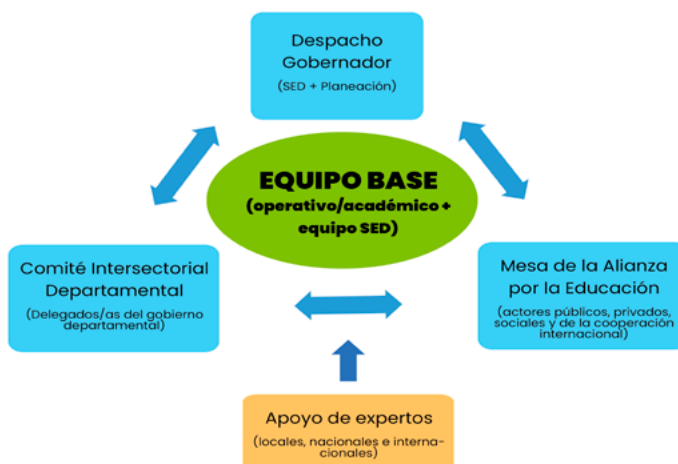 Despacho
Gobernador
(SED + Planeación)
EQUIPO BASE
(operativo/académico +
equipo SED)
Comité Intersectorial
Departamental
(Delegados/as del gobierno
departamental)
Mesa de la Alianza
por la Educación
(actores públicos, privados,
sociales y de la cooperación
internacional)
Apoyo de expertos
(locales, nacionales e interna-
cionales)